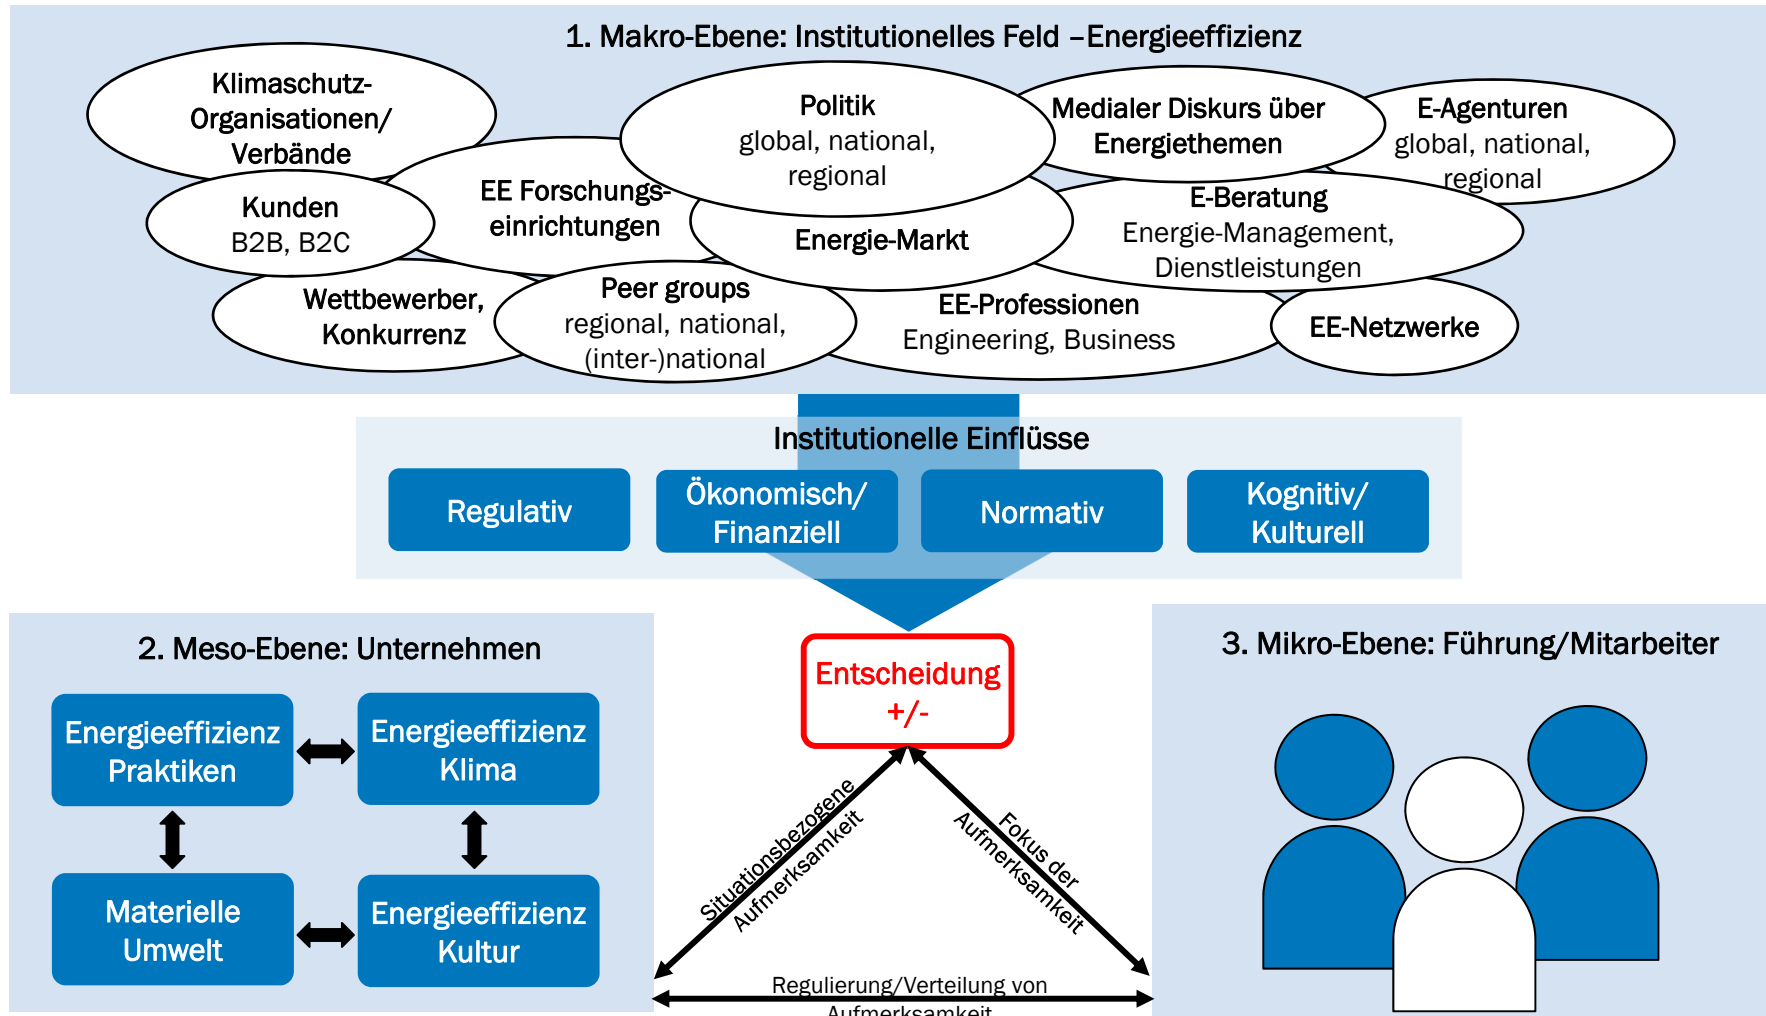 1. Makro-Ebene: Institutionelles Feld –Energieeffizienz
Klimaschutz-
Organisationen/
Verbände
Politik
global, national,
regional
Medialer Diskurs über
Energiethemen
E-Agenturen
global, national,
regional
Kunden
B2B, B2C
EE Forschungs-
einrichtungen
Energie-Markt
E-Beratung
Energie-Management,
Dienstleistungen
Wettbewerber,
Konkurrenz
Peer groups
regional, national,
(inter-)national
EE-Professionen
Engineering, Business
EE-Netzwerke
Institutionelle Einflüsse
Regulativ
Ökonomisch/
Finanziell
Normativ
Kognitiv/
Kulturell
2. Meso-Ebene: Unternehmen
Energieeffizienz
Praktiken
Energieeffizienz
Klima
Materielle
Umwelt
Energieeffizienz
Kultur
Entscheidung
+/-
Situationsbezogene
Aufmerksamkeit
Fokus der
Aufmerksamkeit
Regulierung/Verteilung von
Aufmerksamkeit
3. Mikro-Ebene: Führung/Mitarbeiter